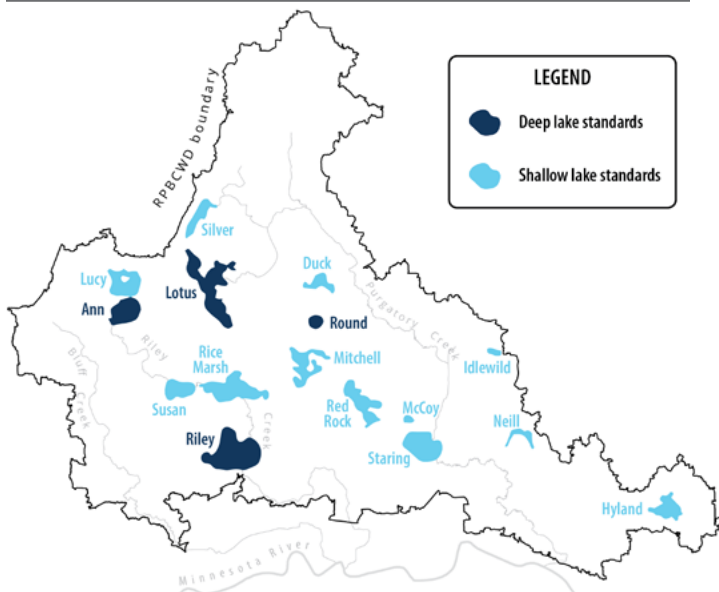 LEGEND
Deep lake standards
Shallow lake standards
RPBCWD boundary
Silver
Lucy
Lotus
Duck
Ann
Round
Purgatory Creek
Riley
Bluff Creek
Rice
Marsh
Mitchell
Idlewild
Susan
Red
Rock
McCoy
Neill
Riley
Creek
Staring
Hyland
Minnesota River